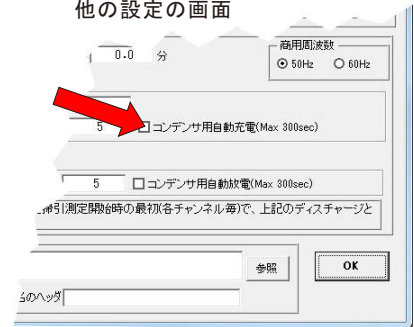 他の設定の画面
商用周波数
0.0 分
50Hz 60Hz
5 コンデンサ用自動充電(Max 300sec)
5 コンデンサ用自動放電(Max 300sec)
掃引測定開始時の最初(各チャンネル毎)で、上記のディスチャージと
参照 OK
のヘッダ